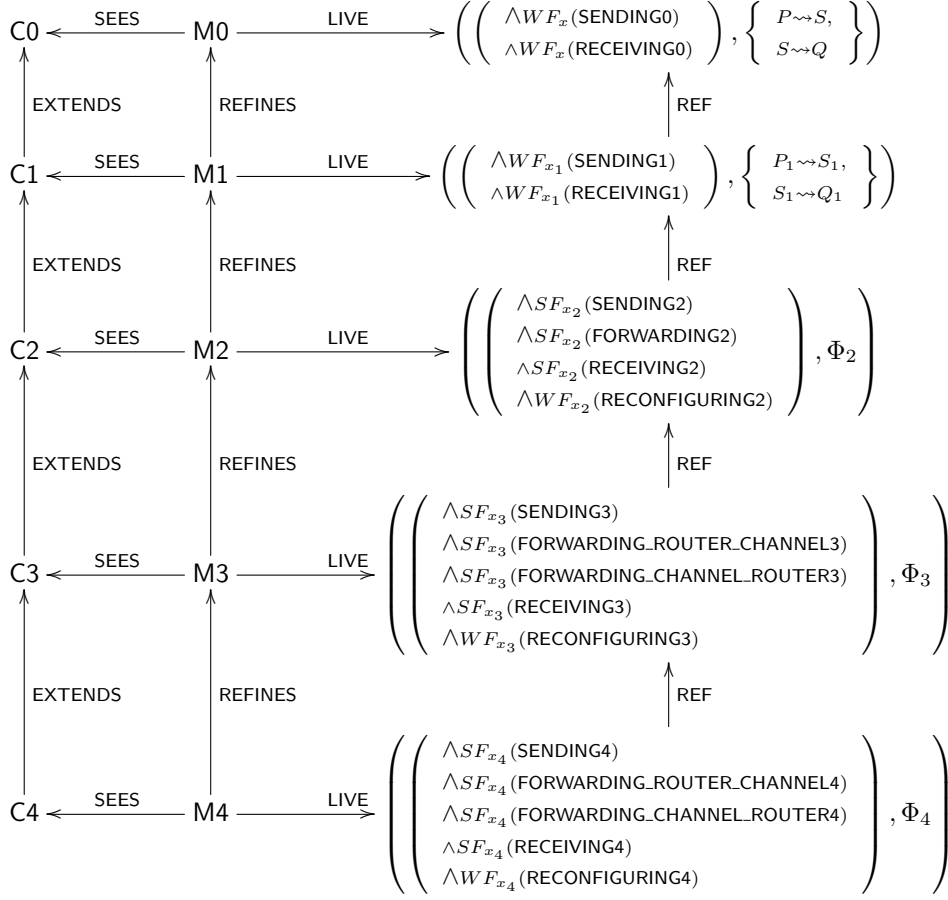 C0 SEES M0 LIVE ( ( ∧WF_x(SENDING0) ∧WF_x(RECEIVING0) ) , { P⇝S, S⇝Q } )
EXTENDS REFINES REF
C1 SEES M1 LIVE ( ( ∧WF_{x_1}(SENDING1) ∧WF_{x_1}(RECEIVING1) ) , { P_1⇝S_1, S_1⇝Q_1 } )
EXTENDS REFINES REF
C2 SEES M2 LIVE ( ( ∧SF_{x_2}(SENDING2) ∧SF_{x_2}(FORWARDING2) ∧SF_{x_2}(RECEIVING2) ∧WF_{x_2}(RECONFIGURING2) ) , Φ_2 )
EXTENDS REFINES REF
C3 SEES M3 LIVE ( ( ∧SF_{x_3}(SENDING3) ∧SF_{x_3}(FORWARDING_ROUTER_CHANNEL3) ∧SF_{x_3}(FORWARDING_CHANNEL_ROUTER3) ∧SF_{x_3}(RECEIVING3) ∧WF_{x_3}(RECONFIGURING3) ) , Φ_3 )
EXTENDS REFINES REF
C4 SEES M4 LIVE ( ( ∧SF_{x_4}(SENDING4) ∧SF_{x_4}(FORWARDING_ROUTER_CHANNEL4) ∧SF_{x_4}(FORWARDING_CHANNEL_ROUTER4) ∧SF_{x_4}(RECEIVING4) ∧WF_{x_4}(RECONFIGURING4) ) , Φ_4 )